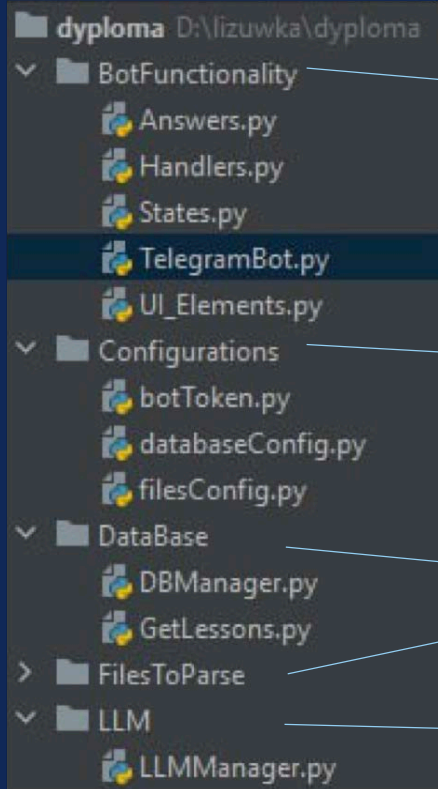 dyploma D:\lizuwka\dyploma
BotFunctionality
Answers.py
Handlers.py
States.py
TelegramBot.py
UI_Elements.py
Configurations
botToken.py
databaseConfig.py
filesConfig.py
DataBase
DBManager.py
GetLessons.py
FilesToParse
LLM
LLMManager.py